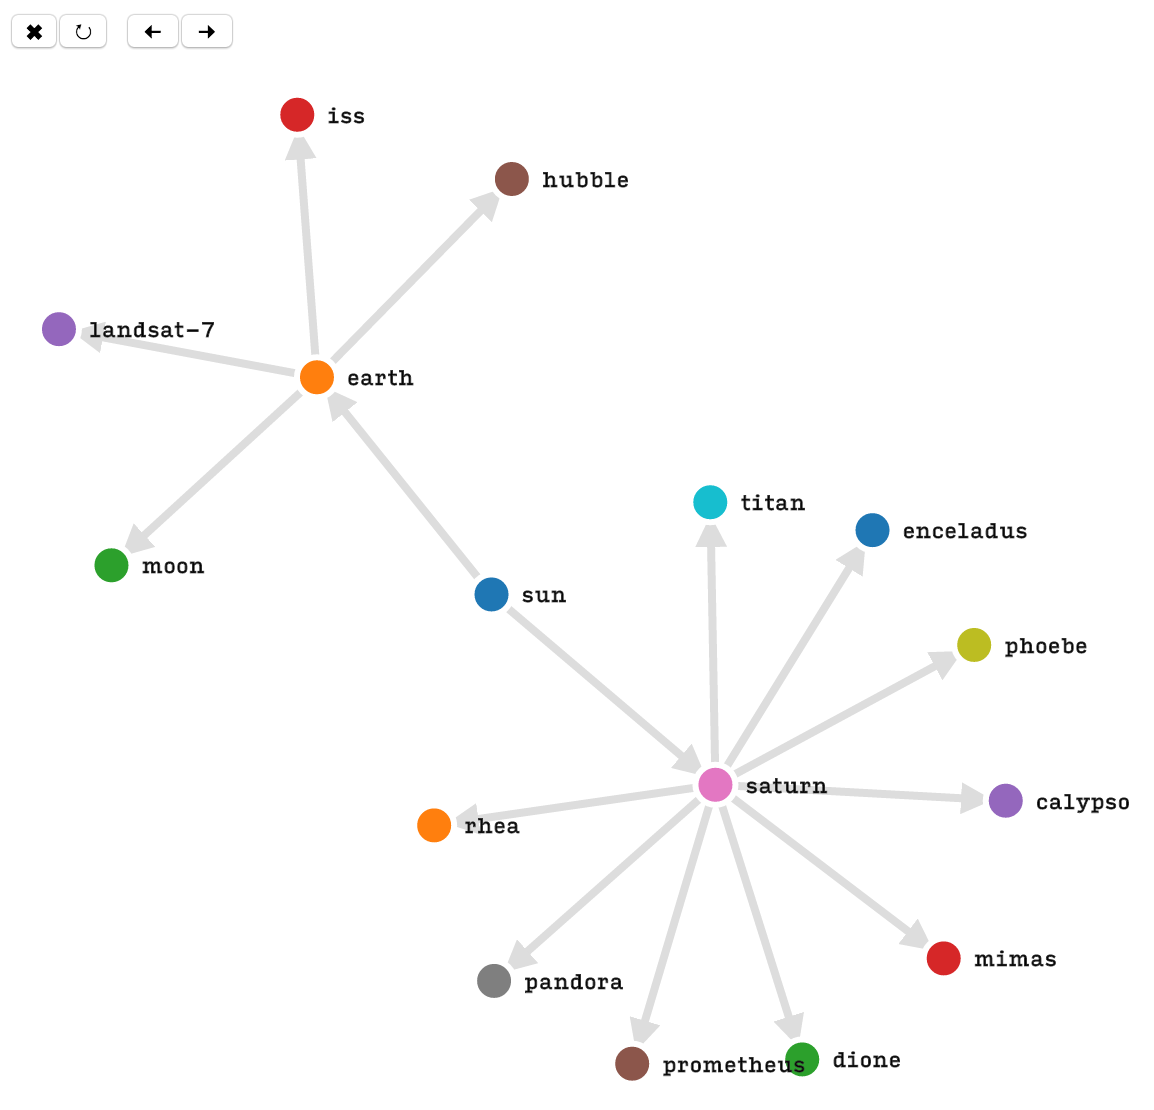 iss
hubble
landsat-7
earth
titan
enceladus
moon
sun
phoebe
saturn
calypso
rhea
mimas
pandora
prometheus
dione